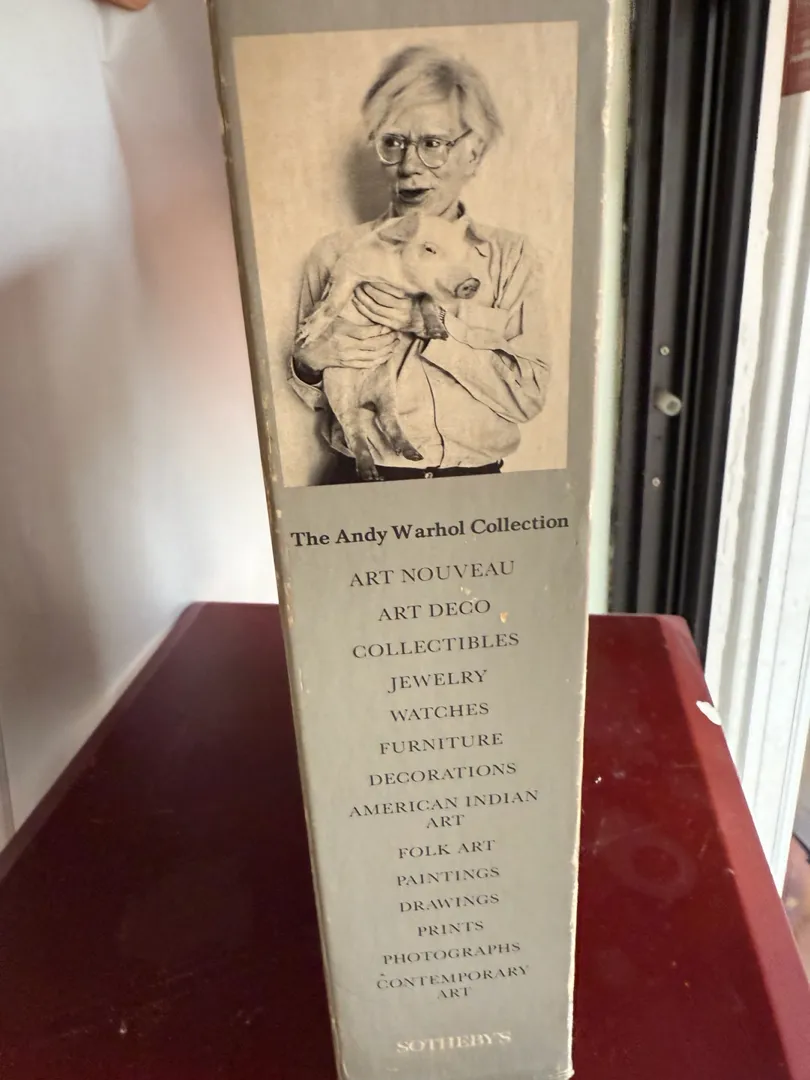 The Andy Warhol Collection
ART NOUVEAU
ART DECO
COLLECTIBLES
JEWELRY
WATCHES
FURNITURE
DECORATIONS
AMERICAN INDIAN
ART
FOLK ART
PAINTINGS
DRAWINGS
PRINTS
PHOTOGRAPHS
CONTEMPORARY
ART
SOTHEBY'S